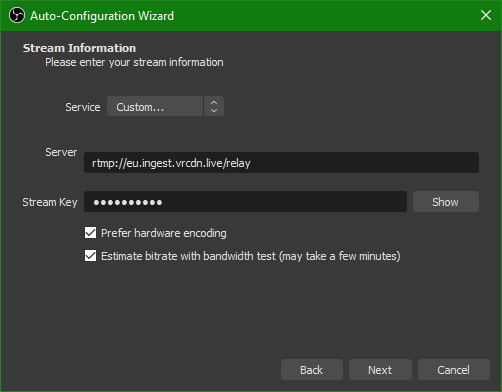 Auto-Configuration Wizard
Stream Information
Please enter your stream information
Service Custom...
Server rtmp://eu.ingest.vrcdn.live/relay
Stream Key ●●●●●●●●●● Show
Prefer hardware encoding
Estimate bitrate with bandwidth test (may take a few minutes)
Back Next Cancel